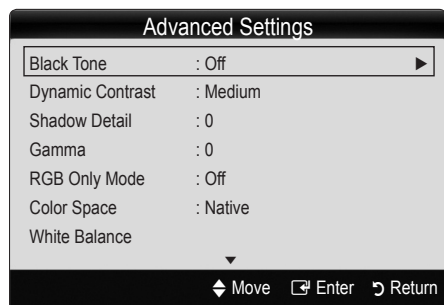 Advanced Settings
Black Tone : Off
Dynamic Contrast : Medium
Shadow Detail : 0
Gamma : 0
RGB Only Mode : Off
Color Space : Native
White Balance
Move Enter Return